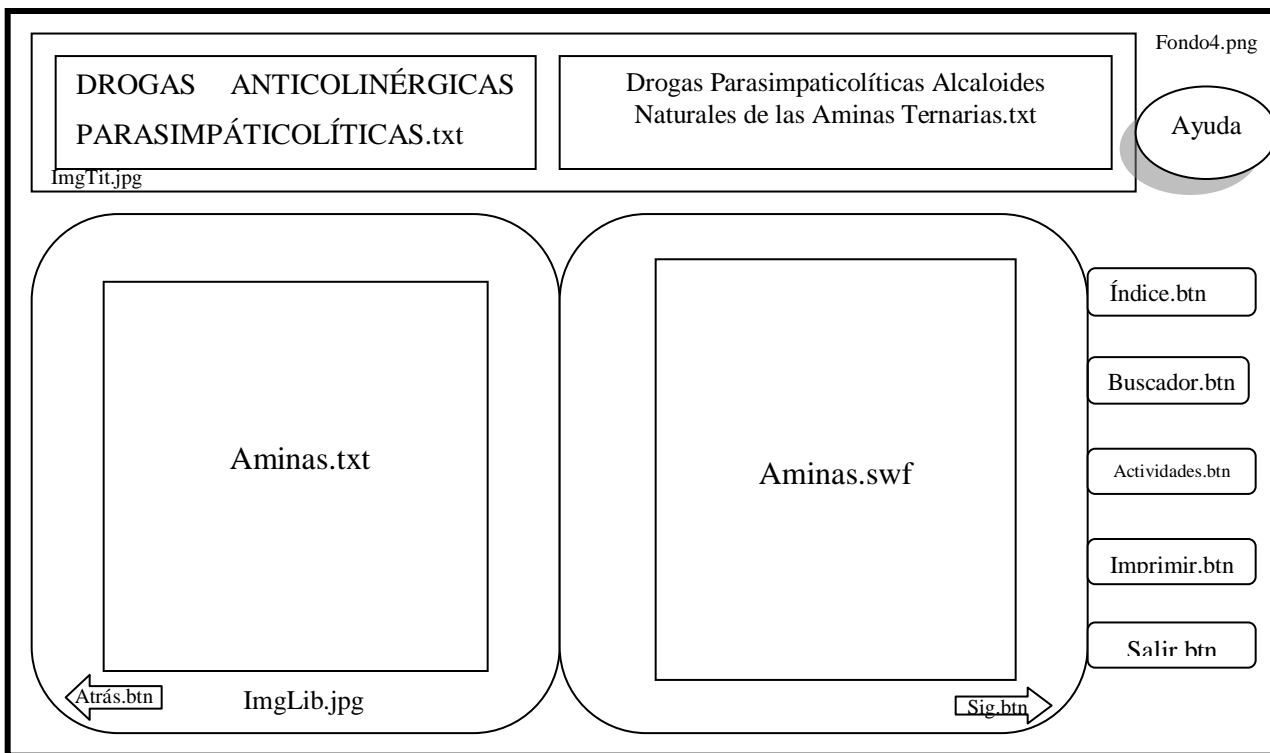 Fondo4.png
DROGAS ANTICOLINÉRGICAS
PARASIMPÁTICOLÍTICAS.txt
Drogas Parasimpaticolíticas Alcaloides
Naturales de las Aminas Ternarias.txt
Ayuda
ImgTit.jpg
Índice.btn
Buscador.btn
Aminas.txt
Aminas.swf
Actividades.btn
Imprimir.btn
Salir.btn
Atrás.btn
ImgLib.jpg
Sig.btn